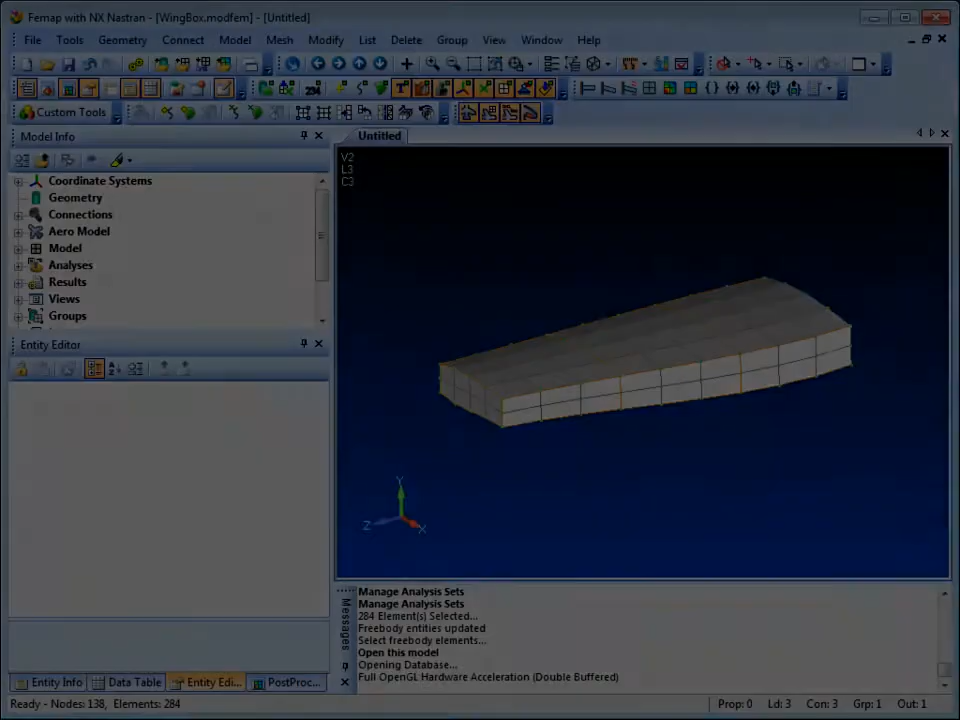 Femap with NX Nastran - [WingBox.modfem] - [Untitled]
File Tools Geometry Connect Model Mesh Modify List Delete Group View Window Help
Custom Tools
Model Info
Untitled
V2
L3
C3
Coordinate Systems
Geometry
Connections
Aero Model
Model
Analyses
Results
Views
Groups
Entity Editor
Y
Z
X
Messages
Manage Analysis Sets
Manage Analysis Sets
284 Element(s) Selected...
Freebody entities updated
Select freebody elements...
Open this model
Opening Database...
Full OpenGL Hardware Acceleration (Double Buffered)
Entity Info Data Table Entity Edi... PostProc...
Ready - Nodes: 138, Elements: 284
Prop: 0 Ld: 3 Con: 3 Grp: 1 Out: 1